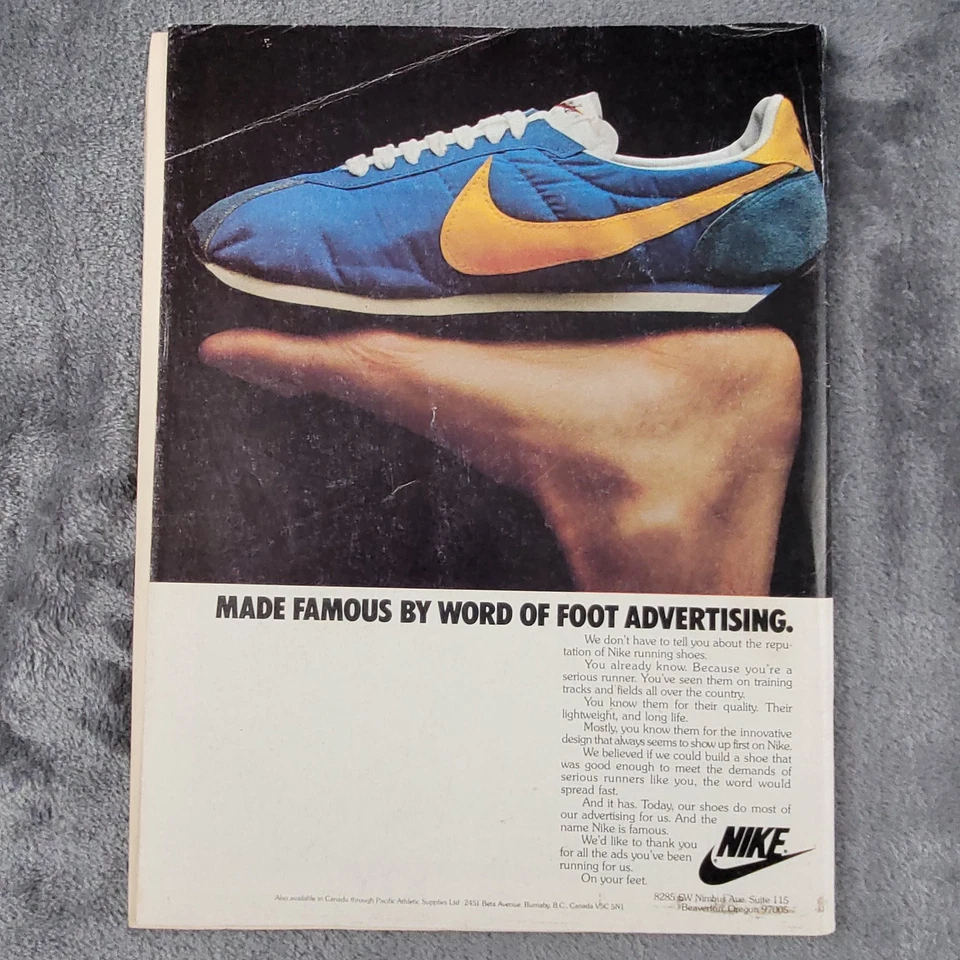 MADE FAMOUS BY WORD OF FOOT ADVERTISING.
We don't have to tell you about the repu-
tation of Nike running shoes.
You already know. Because you're a
serious runner. You've seen them on training
tracks and fields all over the country.
You know them for their quality. Their
lightweight, and long life.
Mostly, you know them for the innovative
design that always seems to show up first on Nike.
We believed if we could build a shoe that
was good enough to meet the demands of
serious runners like you, the word would
spread fast.
And it has. Today, our shoes do most of
our advertising for us. And the
name Nike is famous.
We'd like to thank you
for all the ads you've been
running for us.
On your feet.
NIKE
8285 SW Nimbus Ave. Suite 115
Beaverton, Oregon 97005
Also available in Canada through Pacific Athletic Supplies Ltd. 2451 Beta Avenue, Burnaby, B.C., Canada V5C 5N1